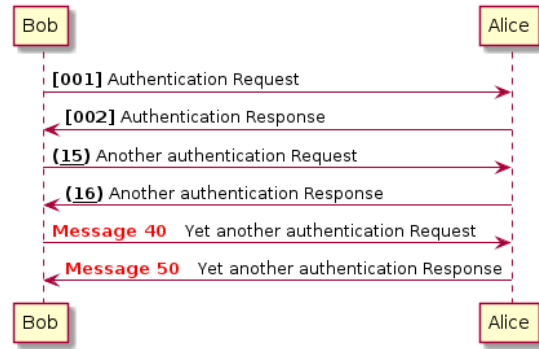 Bob Alice
[001] Authentication Request
[002] Authentication Response
(15) Another authentication Request
(16) Another authentication Response
Message 40 Yet another authentication Request
Message 50 Yet another authentication Response
Bob Alice